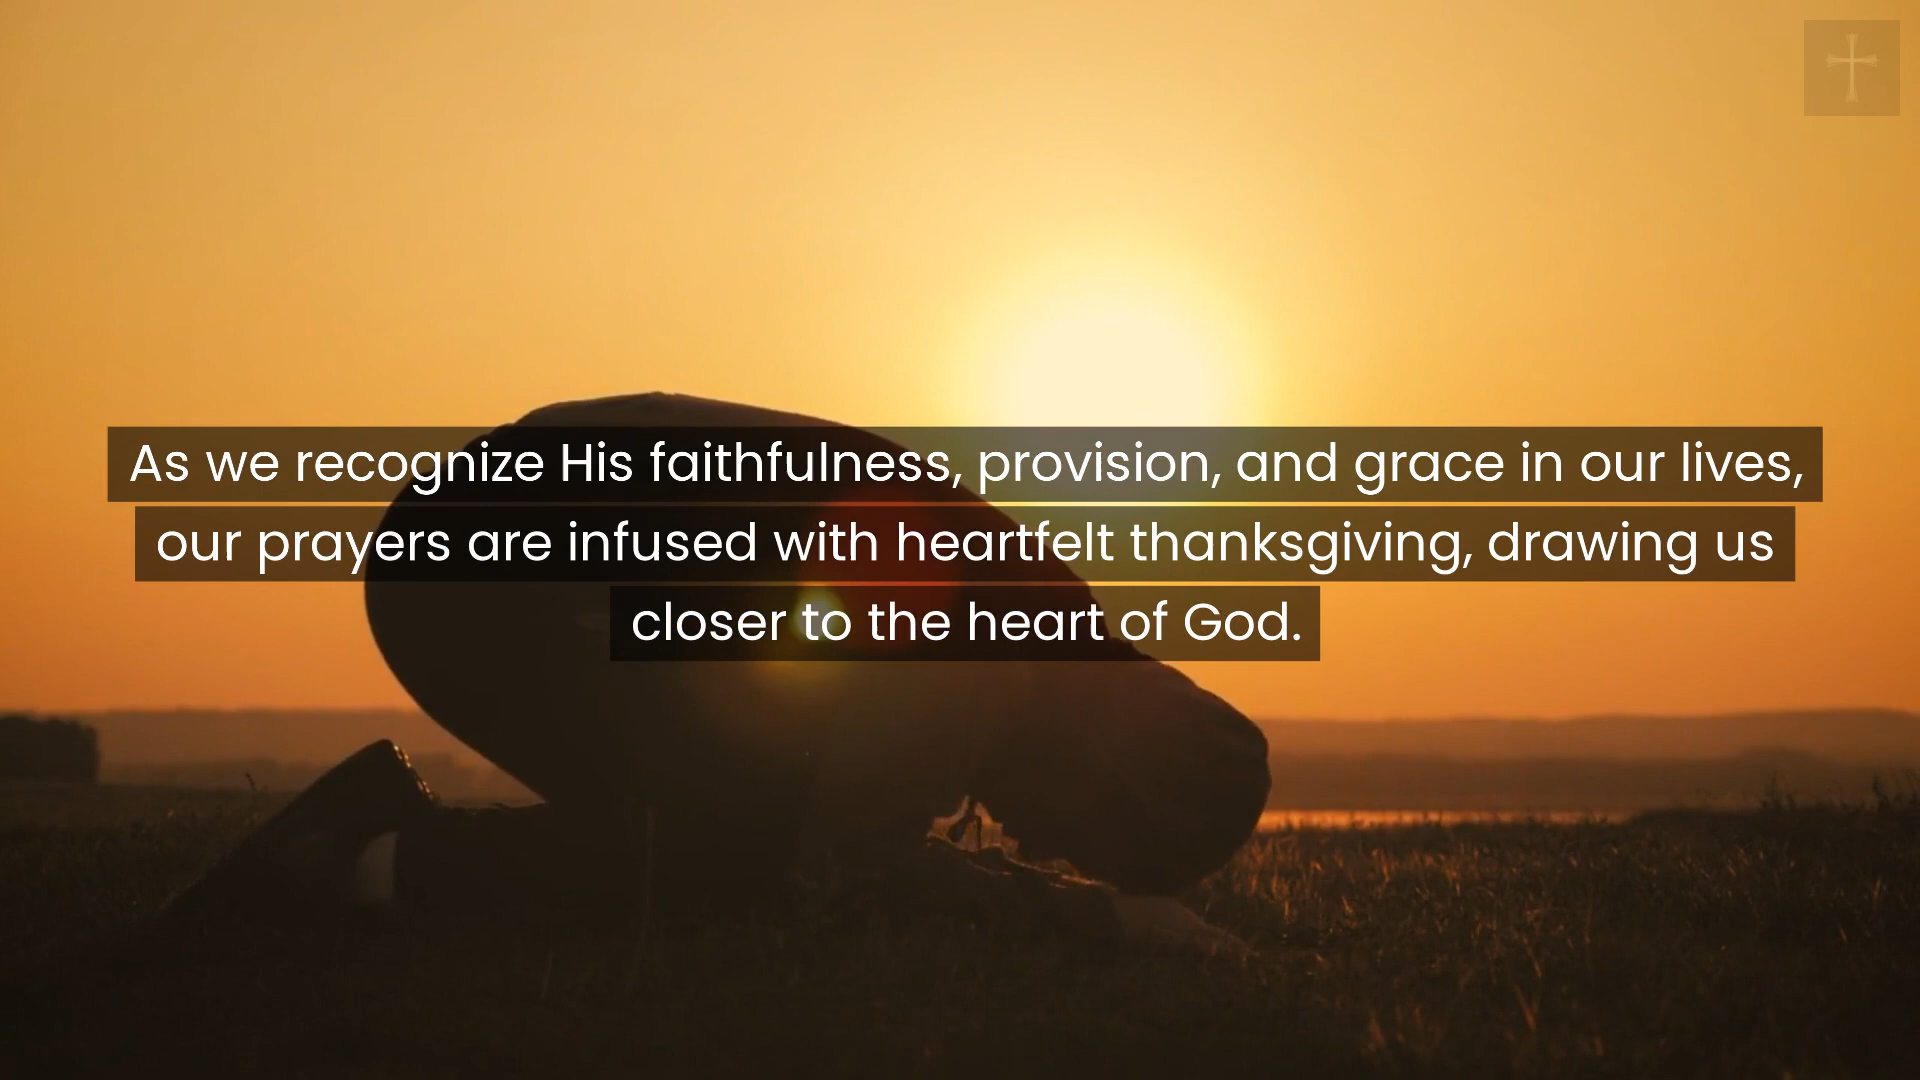 As we recognize His faithfulness, provision, and grace in our lives,
our prayers are infused with heartfelt thanksgiving, drawing us
closer to the heart of God.